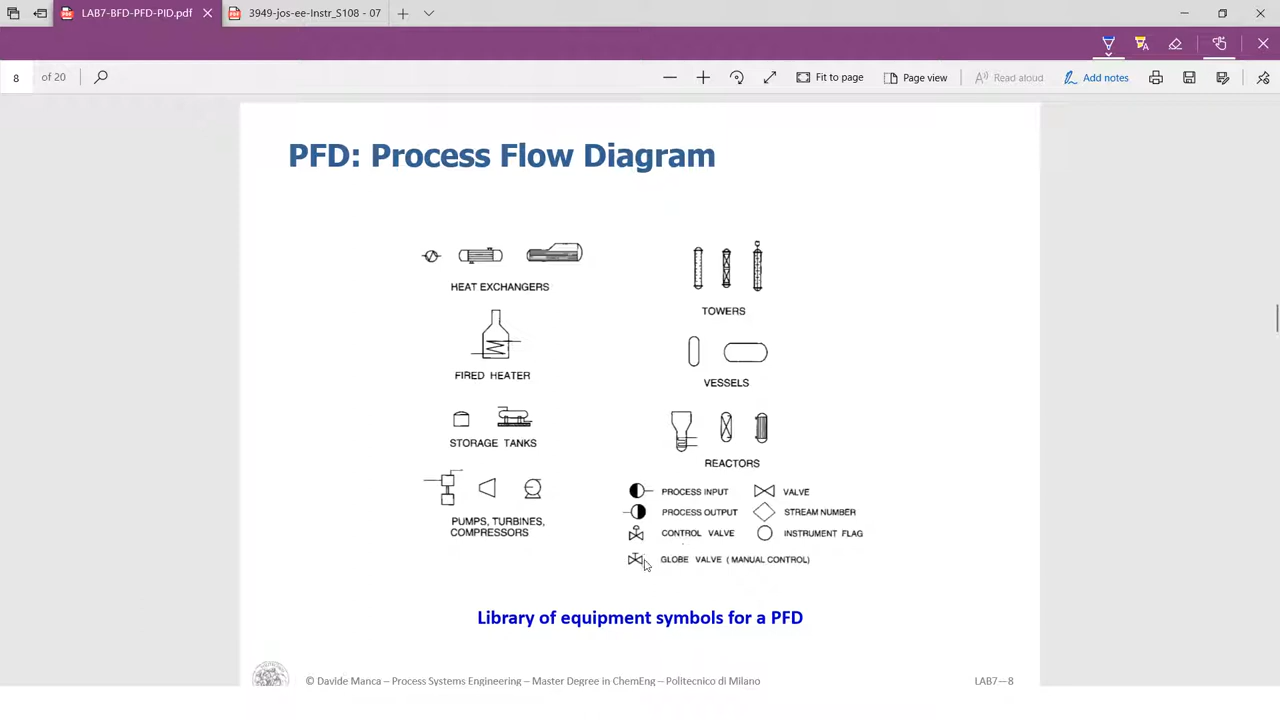 LAB7-BFD-PFD-PID.pdf
3949-jos-ee-Instr_S108 - 07
8 of 20
Fit to page
Page view
Read aloud
Add notes
PFD: Process Flow Diagram
HEAT EXCHANGERS
TOWERS
FIRED HEATER
VESSELS
STORAGE TANKS
REACTORS
PUMPS, TURBINES,
COMPRESSORS
PROCESS INPUT
VALVE
PROCESS OUTPUT
STREAM NUMBER
CONTROL VALVE
INSTRUMENT FLAG
GLOBE VALVE (MANUAL CONTROL)
Library of equipment symbols for a PFD
© Davide Manca – Process Systems Engineering – Master Degree in ChemEng – Politecnico di Milano
LAB7—8